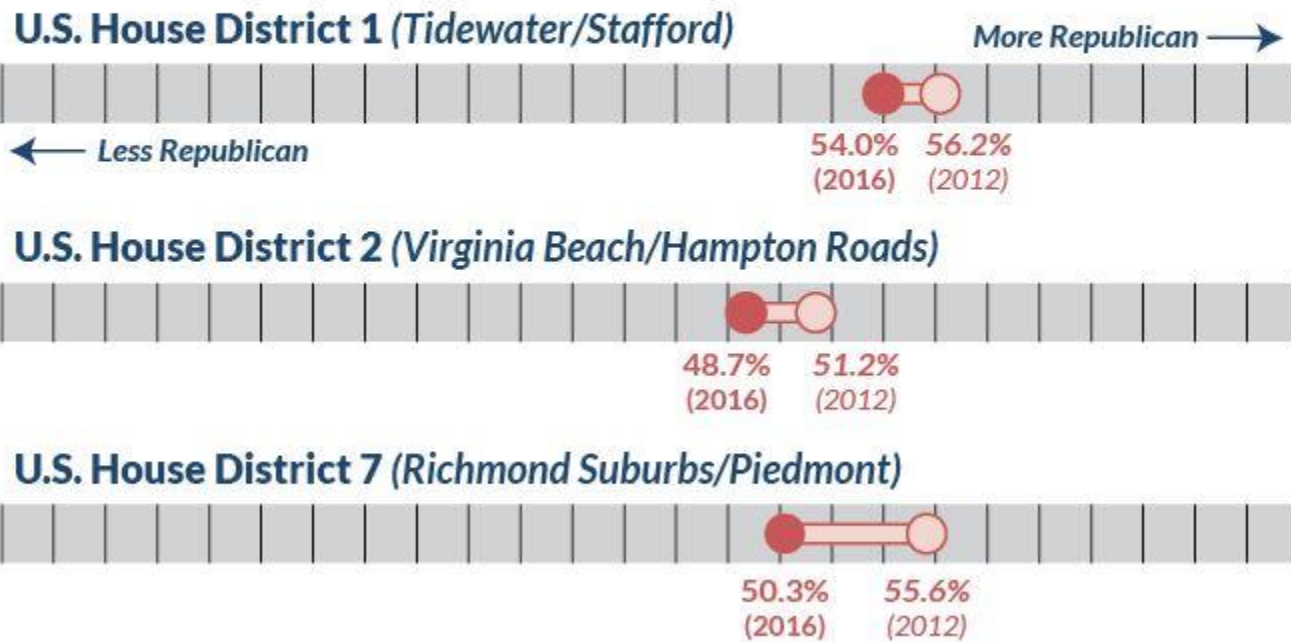 U.S. House District 1 (Tidewater/Stafford)
More Republican
Less Republican
54.0% 56.2%
(2016) (2012)
U.S. House District 2 (Virginia Beach/Hampton Roads)
48.7% 51.2%
(2016) (2012)
U.S. House District 7 (Richmond Suburbs/Piedmont)
50.3% 55.6%
(2016) (2012)